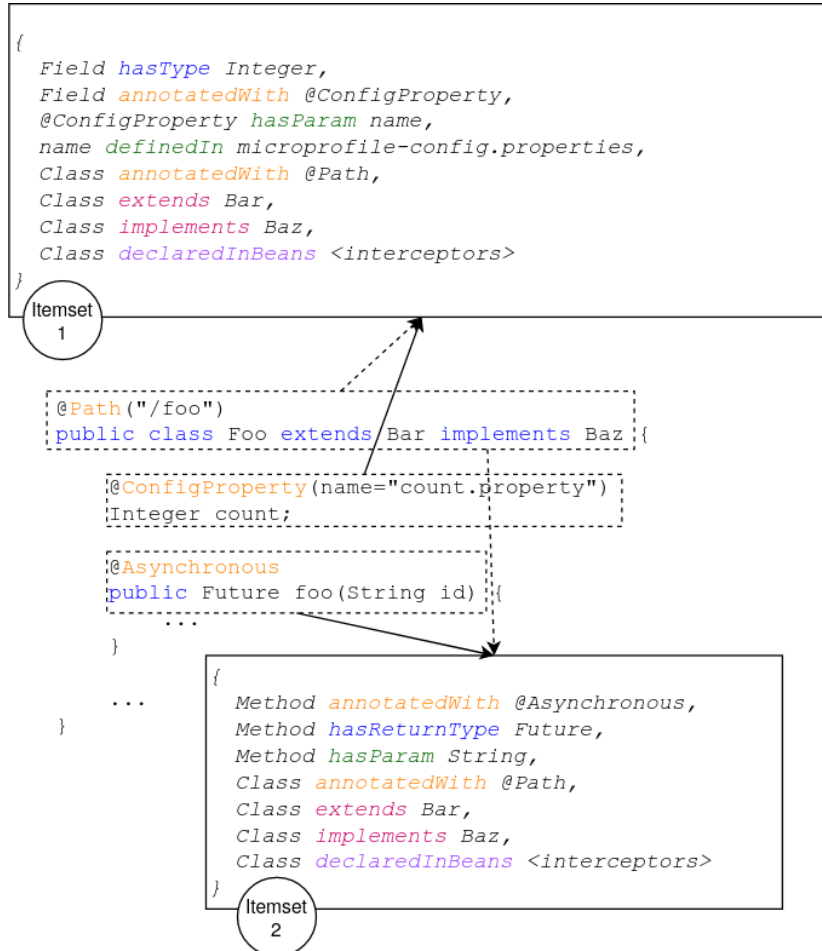 {
Field hasType Integer,
Field annotatedWith @ConfigProperty,
@ConfigProperty hasParam name,
name definedIn microprofile-config.properties,
Class annotatedWith @Path,
Class extends Bar,
Class implements Baz,
Class declaredInBeans <interceptors>
}
Itemset
1
@Path("/foo")
public class Foo extends Bar implements Baz {
@ConfigProperty(name="count.property")
Integer count;
@Asynchronous
public Future foo(String id) {
...
}
...
}
{
Method annotatedWith @Asynchronous,
Method hasReturnType Future,
Method hasParam String,
Class annotatedWith @Path,
Class extends Bar,
Class implements Baz,
Class declaredInBeans <interceptors>
}
Itemset
2